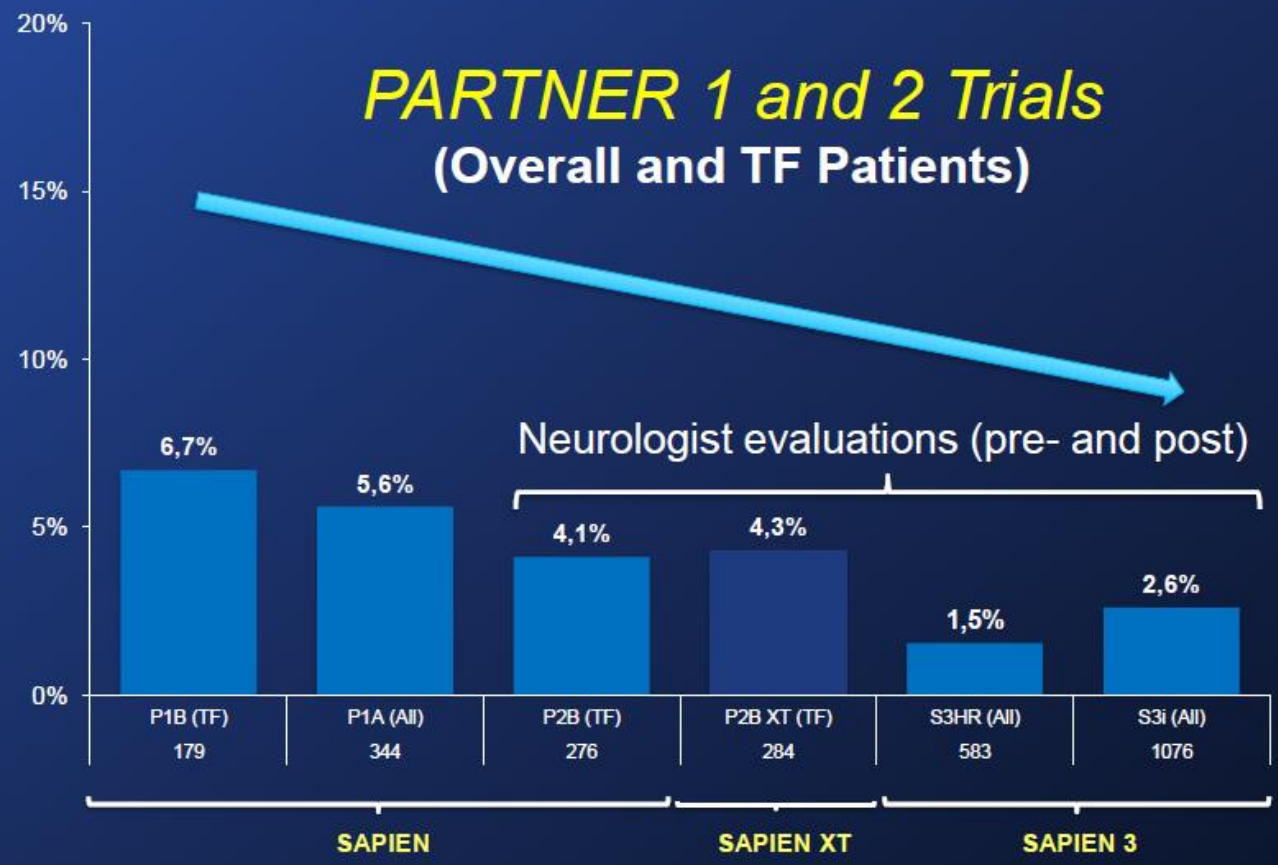 20%
PARTNER 1 and 2 Trials
(Overall and TF Patients)
15%
10%
Neurologist evaluations (pre- and post)
6,7%
5,6%
5%
4,1%
4,3%
2,6%
1,5%
0%
P1B (TF) P1A (All) P2B (TF) P2B XT (TF) S3HR (All) S3i (All)
179 344 276 284 583 1076
SAPIEN SAPIEN XT SAPIEN 3